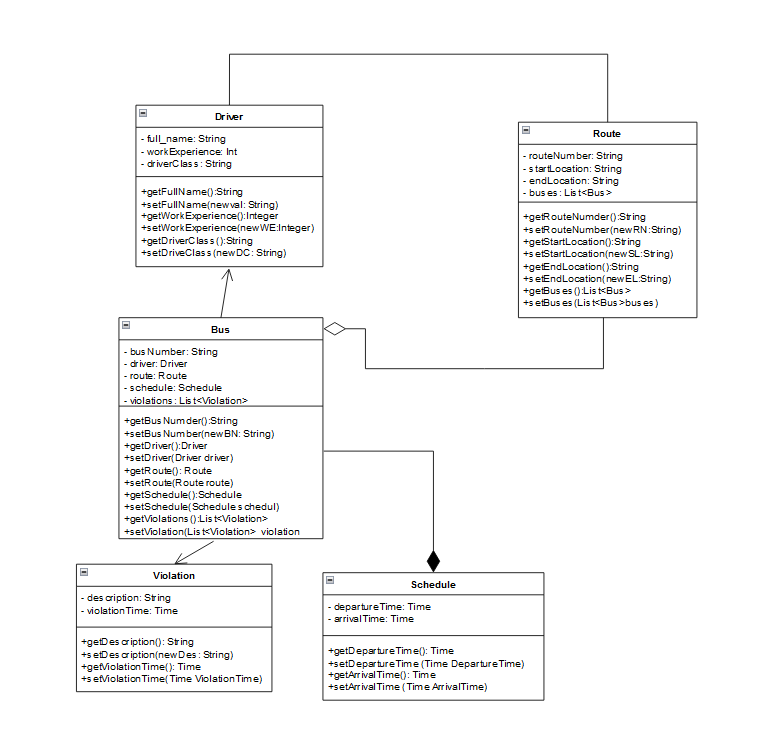 Driver
- full_name: String
- workExperience: Int
- driverClass: String
+getFullName():String
+setFullName(newval: String)
+getWorkExperience():Integer
+setWorkExperience(newWE:Integer)
+getDriverClass():String
+setDriveClass(newDC: String)
Route
- routeNumber: String
- startLocation: String
- endLocation: String
- buses: List<Bus>
+getRouteNumder():String
+setRouteNumber(newRN:String)
+getStartLocation():String
+setStartLocation(newSL:String)
+getEndLocation():String
+setEndLocation(newEL:String)
+getBuses():List<Bus>
+setBuses(List<Bus>buses)
Bus
- busNumber: String
- driver: Driver
- route: Route
- schedule: Schedule
- violations: List<Violation>
+getBusNumder():String
+setBusNumber(newBN: String)
+getDriver():Driver
+setDriver(Driver driver)
+getRoute(): Route
+setRoute(Route route)
+getSchedule():Schedule
+setSchedule(Schedule schedul)
+getViolations():List<Violation>
+setViolation(List<Violation> violation
Violation
- description: String
- violationTime: Time
+getDescription(): String
+setDescription(newDes: String)
+getViolationTime(): Time
+setViolationTime(Time ViolationTime)
Schedule
- departureTime: Time
- arrivalTime: Time
+getDepartureTime(): Time
+setDepartureTime(Time DepartureTime)
+getArrivalTime(): Time
+setArrivalTime(Time ArrivalTime)